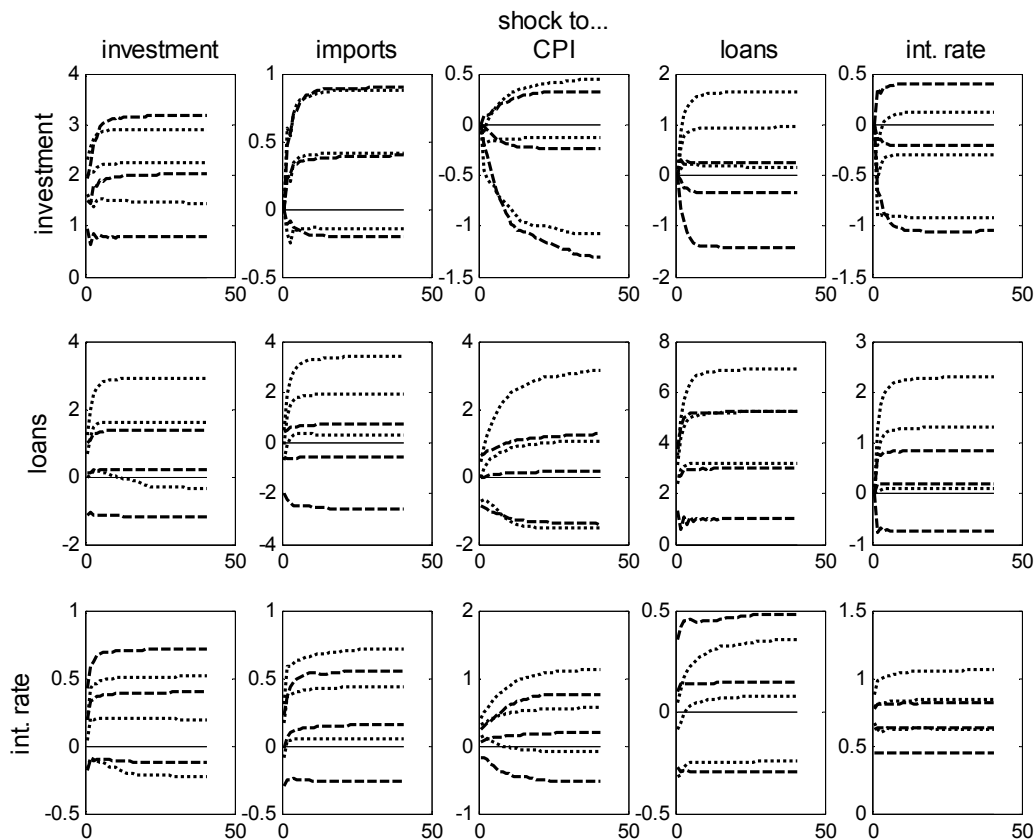 shock to...
investment imports CPI loans int. rate
4 1 0.5 2 0.5
3 0 1 0
2 0.5 -0.5 0 -0.5
1 0 -1 -1 -1
0 -0.5 -1.5 -2 -1.5
0 50 0 50 0 50 0 50 0 50
investment
4 4 4 8 3
2 2 2 6 2
0 0 0 4 1
-2 2 0
-2 -4 -2 0 -1
0 50 0 50 0 50 0 50 0 50
loans
1 1 2 0.5 1.5
0.5 0.5 1 1
0 0 0 0 0.5
-0.5 -0.5 -1 -0.5 0
0 50 0 50 0 50 0 50 0 50
int. rate